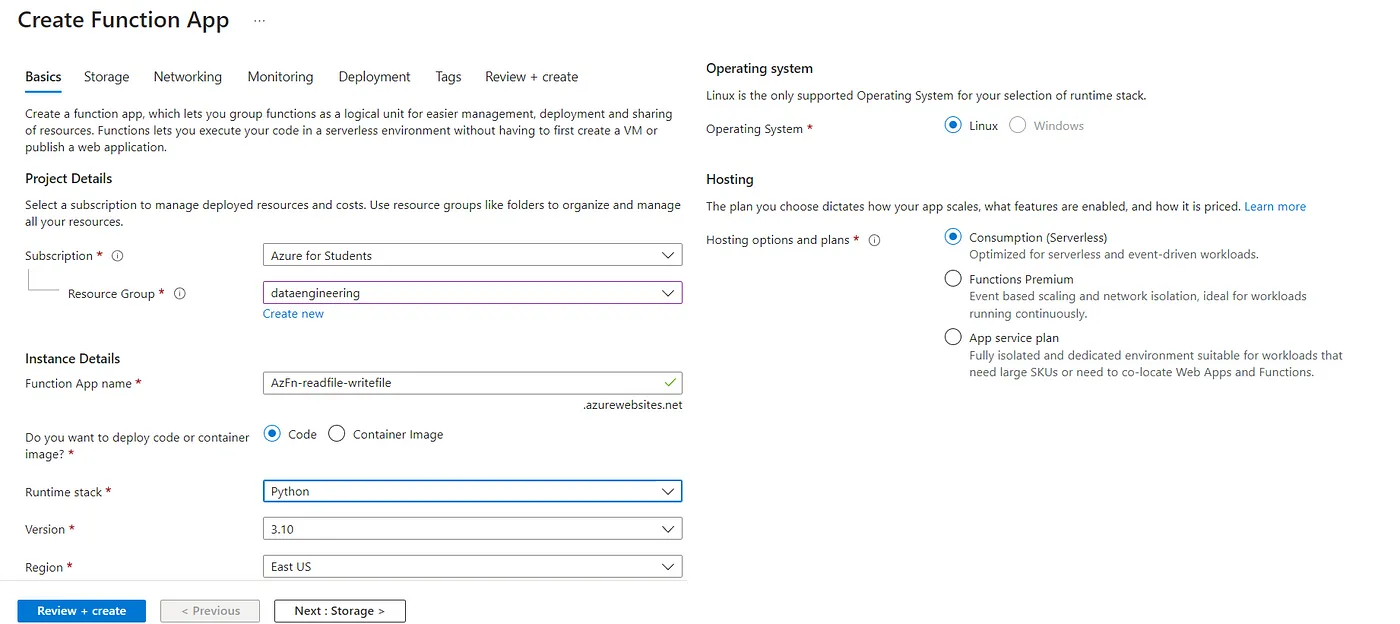 Create Function App ...
Basics Storage Networking Monitoring Deployment Tags Review + create
Create a function app, which lets you group functions as a logical unit for easier management, deployment and sharing
of resources. Functions lets you execute your code in a serverless environment without having to first create a VM or
publish a web application.
Project Details
Select a subscription to manage deployed resources and costs. Use resource groups like folders to organize and manage
all your resources.
Subscription *
Azure for Students
Resource Group *
dataengineering
Create new
Instance Details
Function App name *
AzFn-readfile-writefile
.azurewebsites.net
Do you want to deploy code or container
image? *
Code Container Image
Runtime stack *
Python
Version *
3.10
Region *
East US
Review + create < Previous Next : Storage >
Operating system
Linux is the only supported Operating System for your selection of runtime stack.
Operating System *
Linux Windows
Hosting
The plan you choose dictates how your app scales, what features are enabled, and how it is priced. Learn more
Hosting options and plans *
Consumption (Serverless)
Optimized for serverless and event-driven workloads.
Functions Premium
Event based scaling and network isolation, ideal for workloads
running continuously.
App service plan
Fully isolated and dedicated environment suitable for workloads that
need large SKUs or need to co-locate Web Apps and Functions.